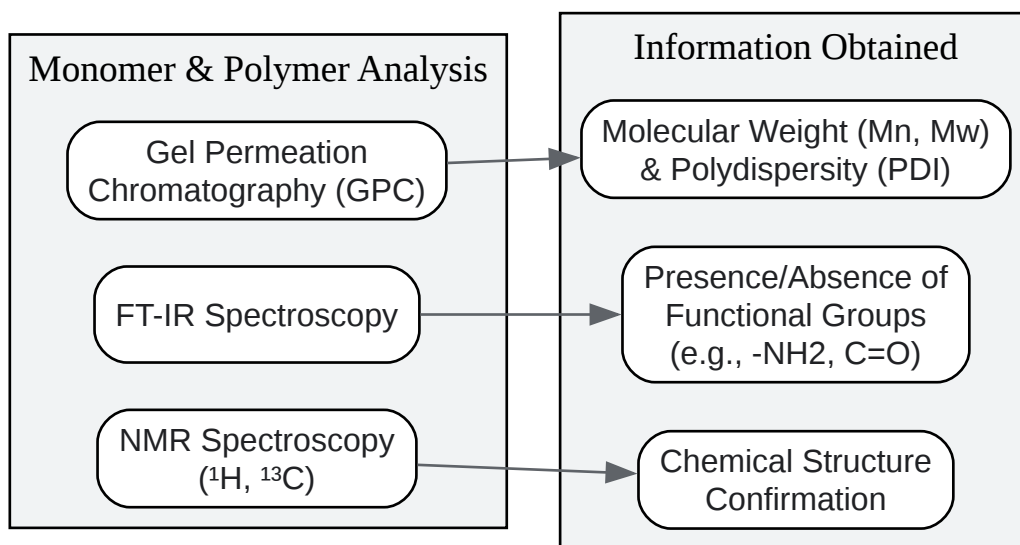 Monomer & Polymer Analysis
Gel Permeation
Chromatography (GPC)
FT-IR Spectroscopy
NMR Spectroscopy
(¹H, ¹³C)
Information Obtained
Molecular Weight (Mn, Mw)
& Polydispersity (PDI)
Presence/Absence of
Functional Groups
(e.g., -NH2, C=O)
Chemical Structure
Confirmation